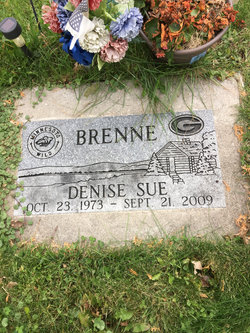 MINNESOTA
WILD
BRENNE
G
DENISE SUE
OCT. 23, 1973 – SEPT. 21, 2009